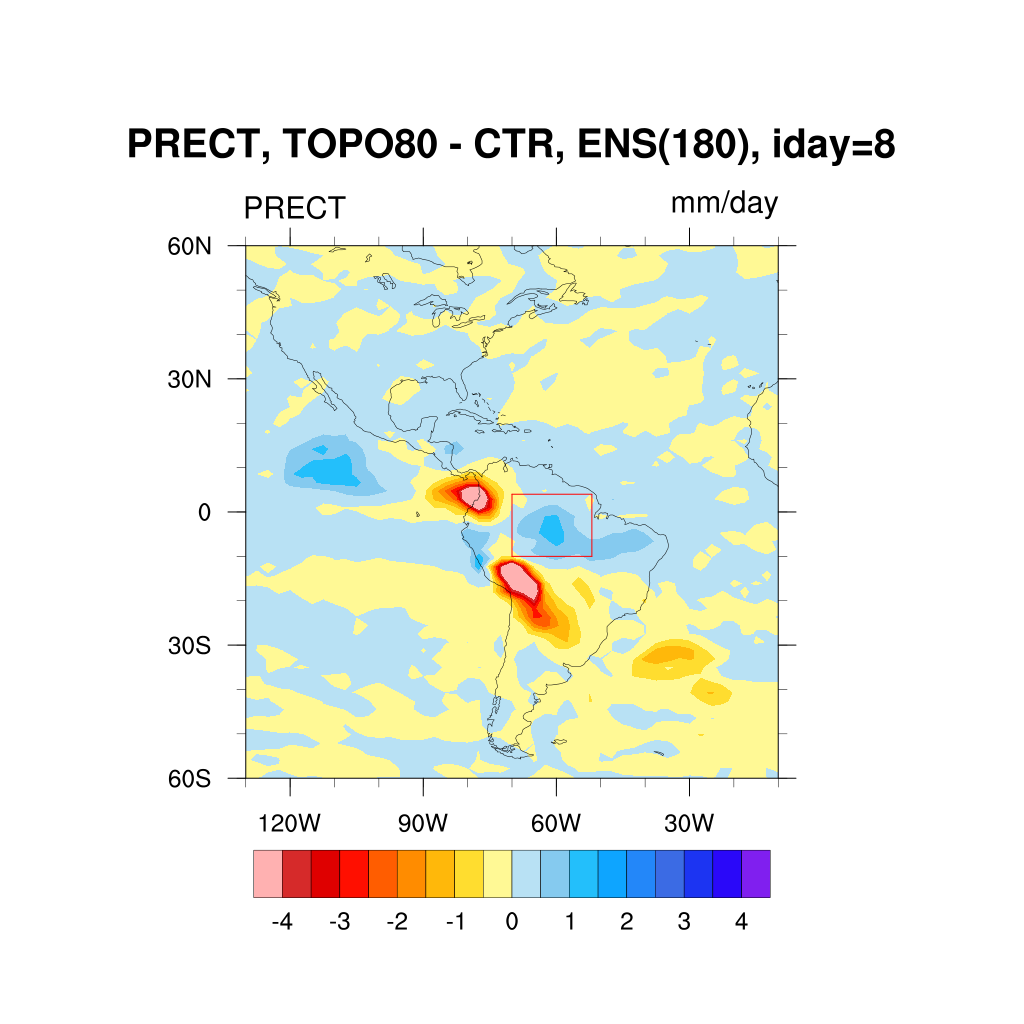 PRECT, TOPO80 - CTR, ENS(180), iday=8
PRECT mm/day
60N
30N
0
30S
60S
120W 90W 60W 30W
-4 -3 -2 -1 0 1 2 3 4